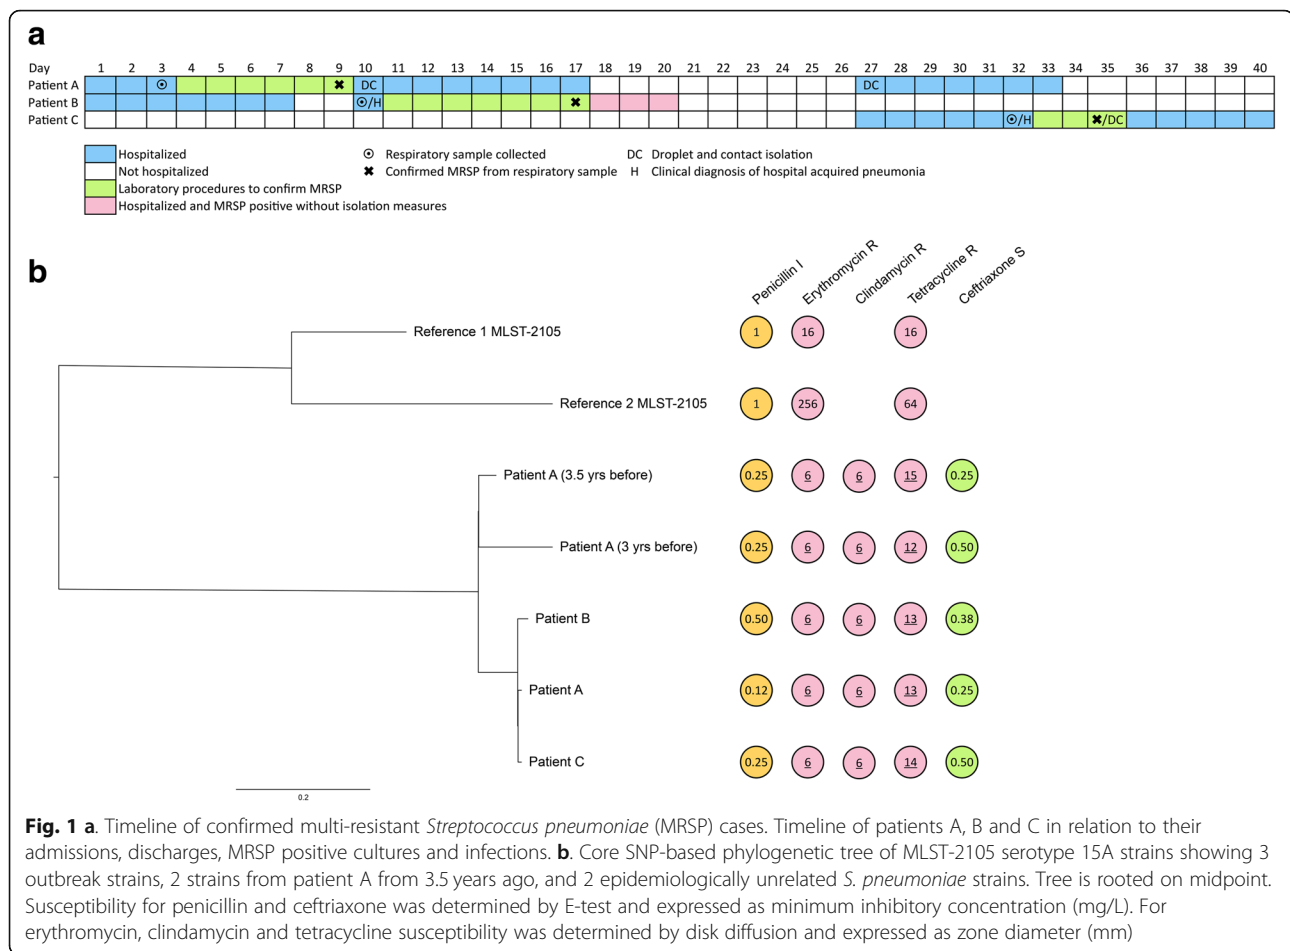 a
Day 1 2 3 4 5 6 7 8 9 10 11 12 13 14 15 16 17 18 19 20 21 22 23 24 25 26 27 28 29 30 31 32 33 34 35 36 37 38 39 40
Patient A ⊙ ✖ DC DC
Patient B ⊙/H ✖
Patient C ⊙/H ✖/DC
Hospitalized ⊙ Respiratory sample collected DC Droplet and contact isolation
Not hospitalized ✖ Confirmed MRSP from respiratory sample H Clinical diagnosis of hospital acquired pneumonia
Laboratory procedures to confirm MRSP
Hospitalized and MRSP positive without isolation measures
b
Penicillin I Erythromycin R Clindamycin R Tetracycline R Ceftriaxone S
Reference 1 MLST-2105 1 16 16
Reference 2 MLST-2105 1 256 64
Patient A (3.5 yrs before) 0.25 6 6 15 0.25
Patient A (3 yrs before) 0.25 6 6 12 0.50
Patient B 0.50 6 6 13 0.38
Patient A 0.12 6 6 13 0.25
Patient C 0.25 6 6 14 0.50
0.2
Fig. 1 a. Timeline of confirmed multi-resistant Streptococcus pneumoniae (MRSP) cases. Timeline of patients A, B and C in relation to their
admissions, discharges, MRSP positive cultures and infections. b. Core SNP-based phylogenetic tree of MLST-2105 serotype 15A strains showing 3
outbreak strains, 2 strains from patient A from 3.5 years ago, and 2 epidemiologically unrelated S. pneumoniae strains. Tree is rooted on midpoint.
Susceptibility for penicillin and ceftriaxone was determined by E-test and expressed as minimum inhibitory concentration (mg/L). For
erythromycin, clindamycin and tetracycline susceptibility was determined by disk diffusion and expressed as zone diameter (mm)